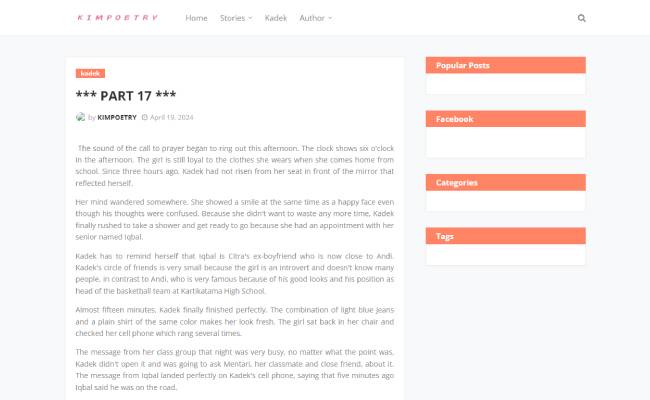 KIMPOETRY
Home Stories Kadek Author
kadek
*** PART 17 ***
by KIMPOETRY April 19, 2024
The sound of the call to prayer began to ring out this afternoon. The clock shows six o'clock
in the afternoon. The girl is still loyal to the clothes she wears when she comes home from
school. Since three hours ago, Kadek had not risen from her seat in front of the mirror that
reflected herself.
Her mind wandered somewhere. She showed a smile at the same time as a happy face even
though his thoughts were confused. Because she didn't want to waste any more time, Kadek
finally rushed to take a shower and get ready to go because she had an appointment with her
senior named Iqbal.
Kadek has to remind herself that Iqbal is Citra's ex-boyfriend who is now close to Andi.
Kadek's circle of friends is very small because the girl is an introvert and doesn't know many
people, in contrast to Andi, who is very famous because of his good looks and his position as
head of the basketball team at Kartikatama High School.
Almost fifteen minutes, Kadek finally finished perfectly. The combination of light blue jeans
and a plain shirt of the same color makes her look fresh. The girl sat back in her chair and
checked her cell phone which rang several times.
The message from her class group that night was very busy, no matter what the point was,
Kadek didn't open it and was going to ask Mentari, her classmate and close friend, about it.
The message from Iqbal landed perfectly on Kadek's cell phone, saying that five minutes ago
Iqbal said he was on the road.
Popular Posts
Facebook
Categories
Tags